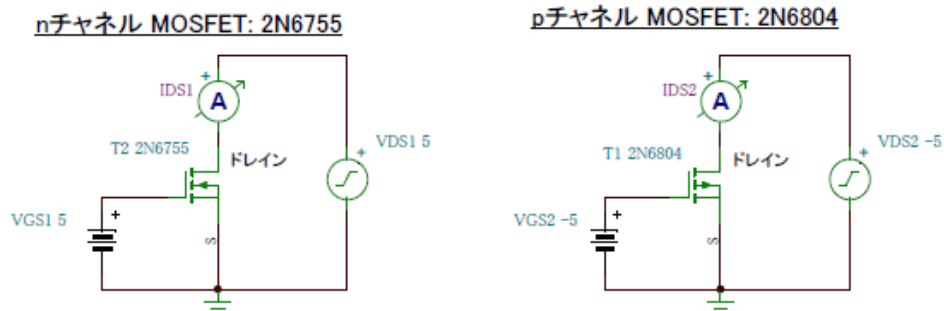 nチャネル MOSFET: 2N6755
IDS1
+
A
T2 2N6755
ドレイン
VDS1 5
+
VGS1 5
+
S
pチャネル MOSFET: 2N6804
IDS2
+
A
T1 2N6804
ドレイン
VDS2 -5
+
VGS2 -5
+
S